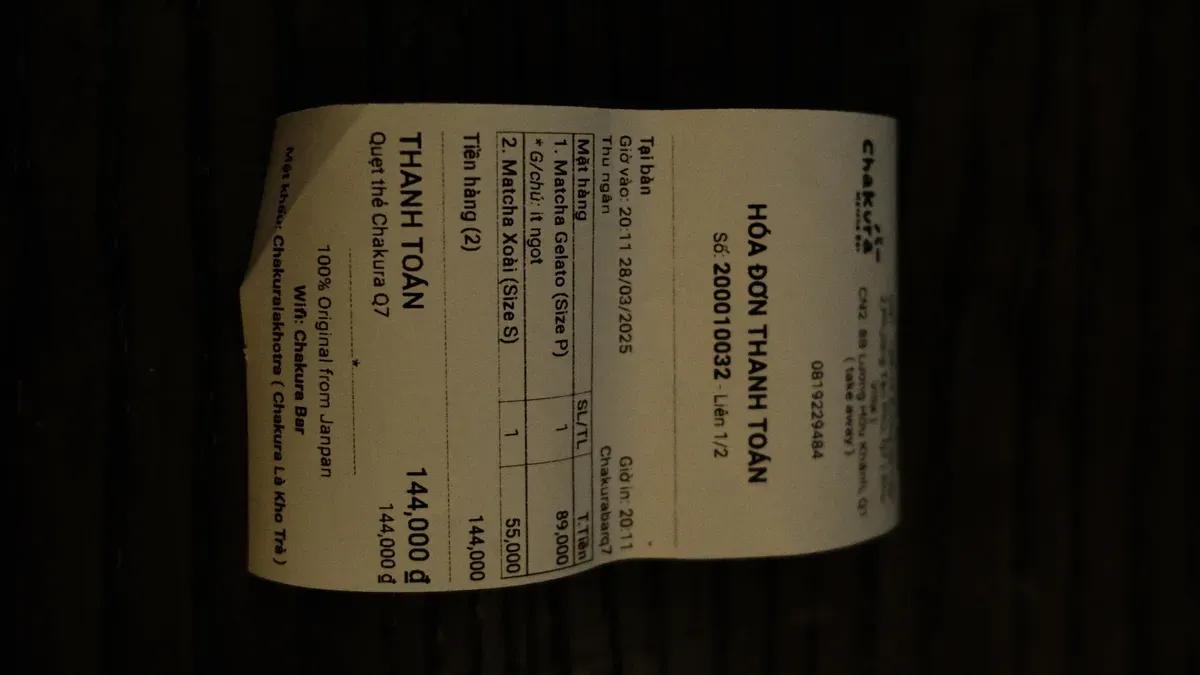 Chakura
Matcha Bar
CN2: 89 Lương Hữu Khánh, Q1
( take away )
0819229484
HÓA ĐƠN THANH TOÁN
Số: 200010032 - Liên 1/2
Tại bàn
Giờ vào: 20:11 28/03/2025 Giờ in: 20:11
Thu ngân Chakurabarq7
Mặt hàng SL/TL T.Tiền
1. Matcha Gelato (Size P) 1 89,000
* G/chú: ít ngọt
2. Matcha Xoài (Size S) 1 55,000
Tiền hàng (2) 144,000
THANH TOÁN 144,000 đ
Quẹt thẻ Chakura Q7 144,000 đ
*
100% Original from Janpan
Wifi: Chakura Bar
Mật khẩu: Chakuralakhotra ( Chakura Là Kho Trà )